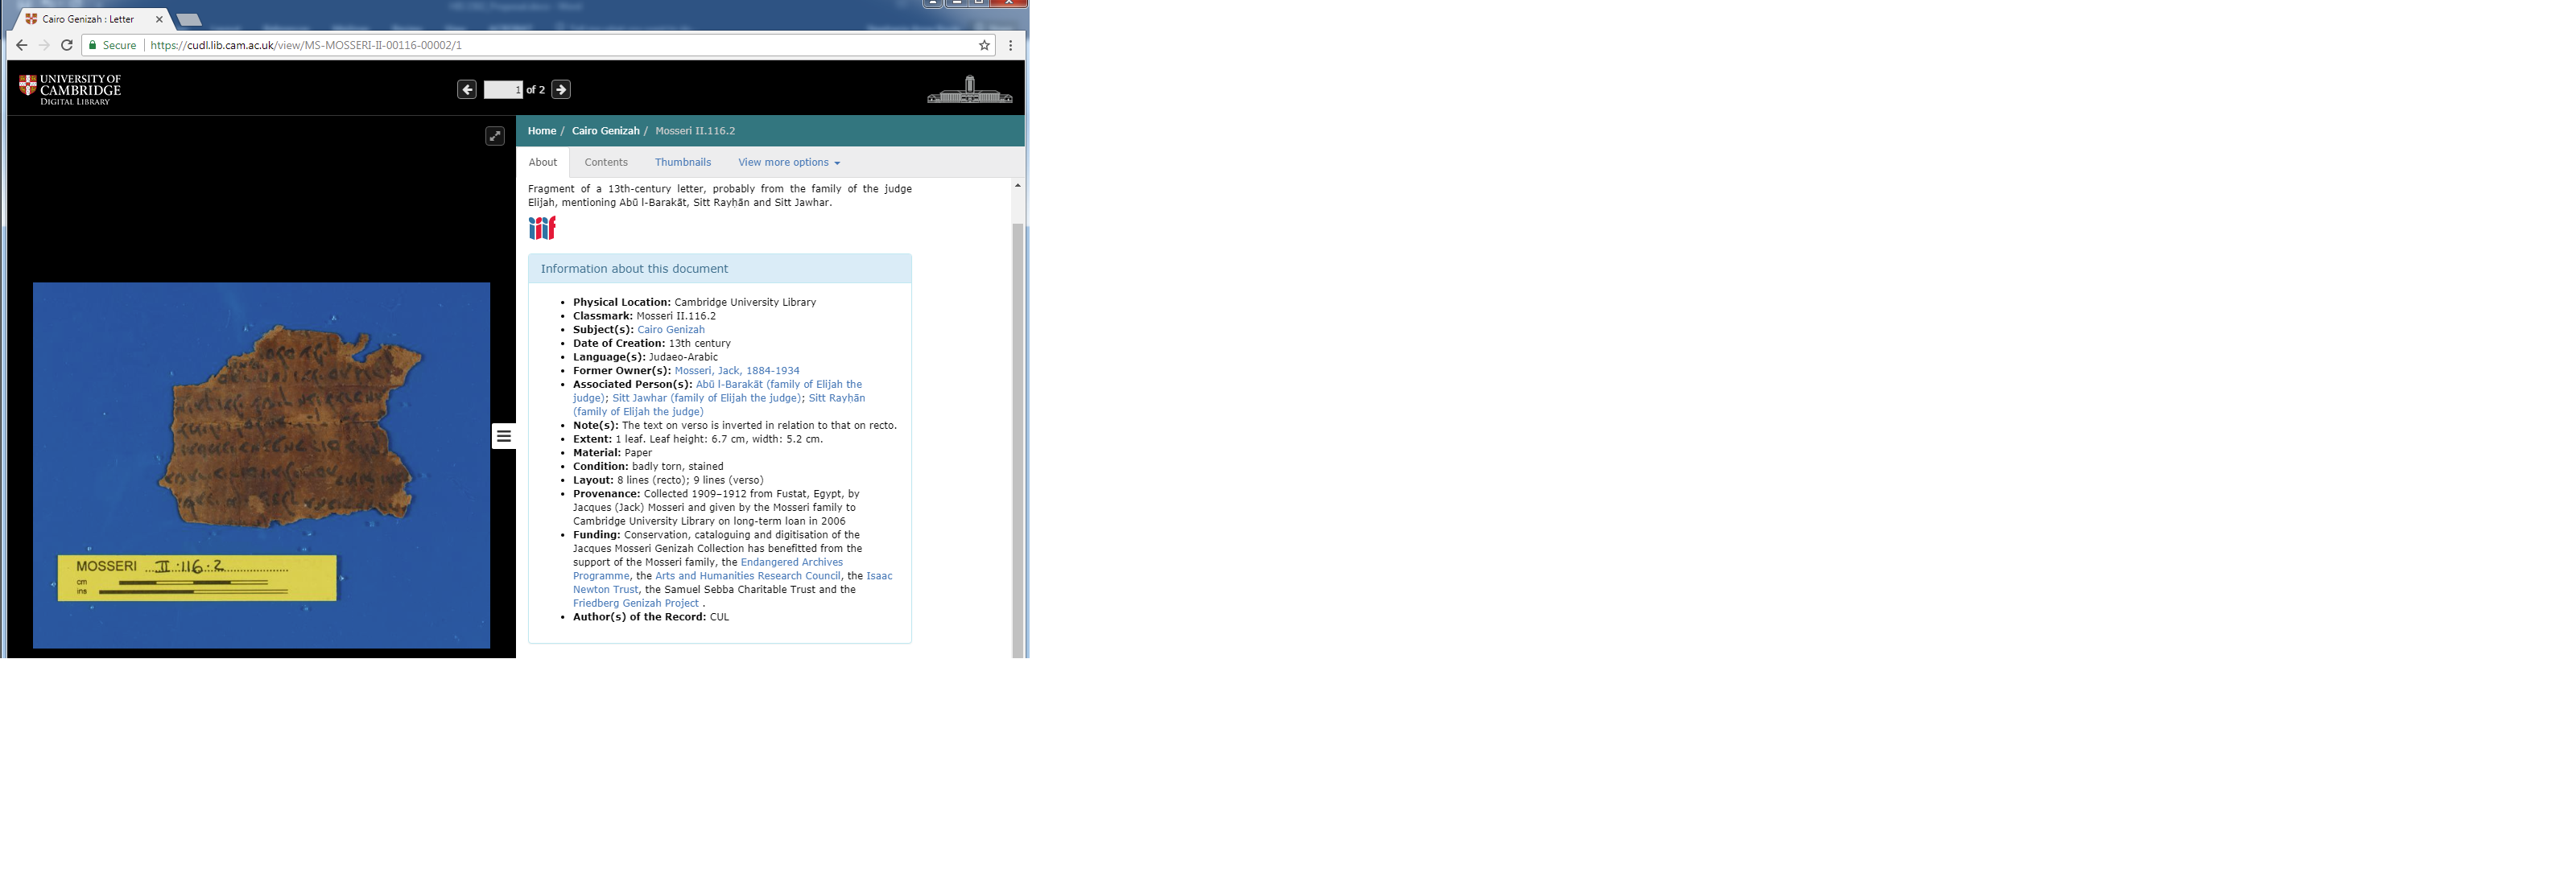 Cairo Genizah : Letter
Secure
https://cudl.lib.cam.ac.uk/view/MS-MOSSERI-II-00116-00002/1
UNIVERSITY OF
CAMBRIDGE
DIGITAL LIBRARY
1 of 2
Home / Cairo Genizah / Mosseri II.116.2
About Contents Thumbnails View more options
Fragment of a 13th-century letter, probably from the family of the judge
Elijah, mentioning Abū l-Barakāt, Sitt Rayḥān and Sitt Jawhar.
iiif
Information about this document
• Physical Location: Cambridge University Library
• Classmark: Mosseri II.116.2
• Subject(s): Cairo Genizah
• Date of Creation: 13th century
• Language(s): Judaeo-Arabic
• Former Owner(s): Mosseri, Jack, 1884-1934
• Associated Person(s): Abū l-Barakāt (family of Elijah the
judge); Sitt Jawhar (family of Elijah the judge); Sitt Rayḥān
(family of Elijah the judge)
• Note(s): The text on verso is inverted in relation to that on recto.
• Extent: 1 leaf. Leaf height: 6.7 cm, width: 5.2 cm.
• Material: Paper
• Condition: badly torn, stained
• Layout: 8 lines (recto); 9 lines (verso)
• Provenance: Collected 1909–1912 from Fustat, Egypt, by
Jacques (Jack) Mosseri and given by the Mosseri family to
Cambridge University Library on long-term loan in 2006
• Funding: Conservation, cataloguing and digitisation of the
Jacques Mosseri Genizah Collection has benefitted from the
support of the Mosseri family, the Endangered Archives
Programme, the Arts and Humanities Research Council, the Isaac
Newton Trust, the Samuel Sebba Charitable Trust and the
Friedberg Genizah Project .
• Author(s) of the Record: CUL
MOSSERI II.116.2
cm
ins